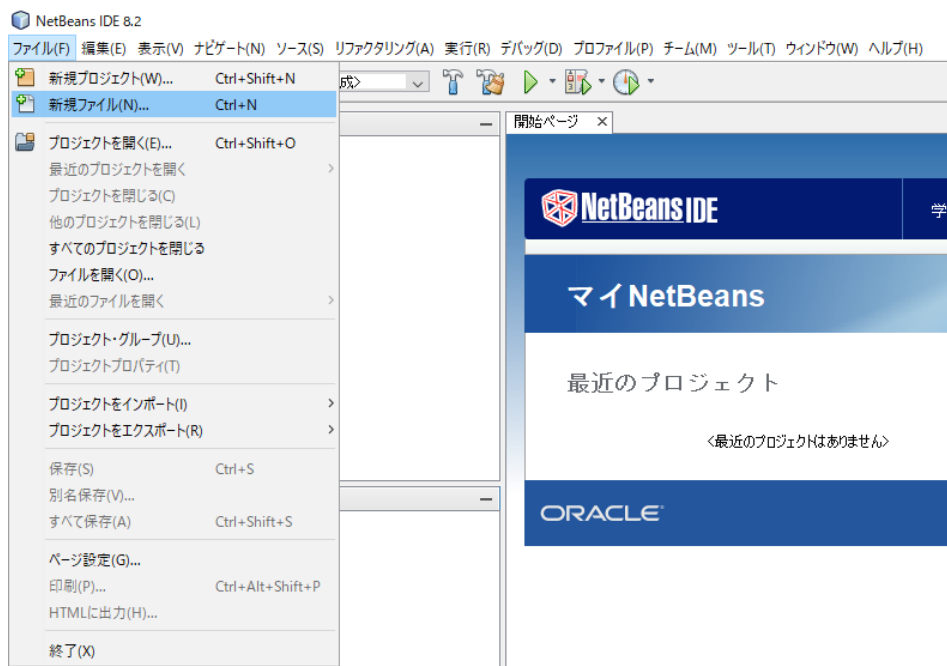 NetBeans IDE 8.2
ファイル(F) 編集(E) 表示(V) ナビゲート(N) ソース(S) リファクタリング(A) 実行(R) デバッグ(D) プロファイル(P) チーム(M) ツール(T) ウィンドウ(W) ヘルプ(H)
新規プロジェクト(W)... Ctrl+Shift+N
新規ファイル(N)... Ctrl+N
プロジェクトを開く(E)... Ctrl+Shift+O
最近のプロジェクトを開く
プロジェクトを閉じる(C)
他のプロジェクトを閉じる(L)
すべてのプロジェクトを閉じる
ファイルを開く(O)...
最近のファイルを開く
プロジェクト・グループ(U)...
プロジェクトプロパティ(T)
プロジェクトをインポート(I)
プロジェクトをエクスポート(R)
保存(S) Ctrl+S
別名保存(V)...
すべて保存(A) Ctrl+Shift+S
ページ設定(G)...
印刷(P)... Ctrl+Alt+Shift+P
HTMLに出力(H)...
終了(X)
成>
開始ページ
NetBeans IDE
学
マイNetBeans
最近のプロジェクト
<最近のプロジェクトはありません>
ORACLE